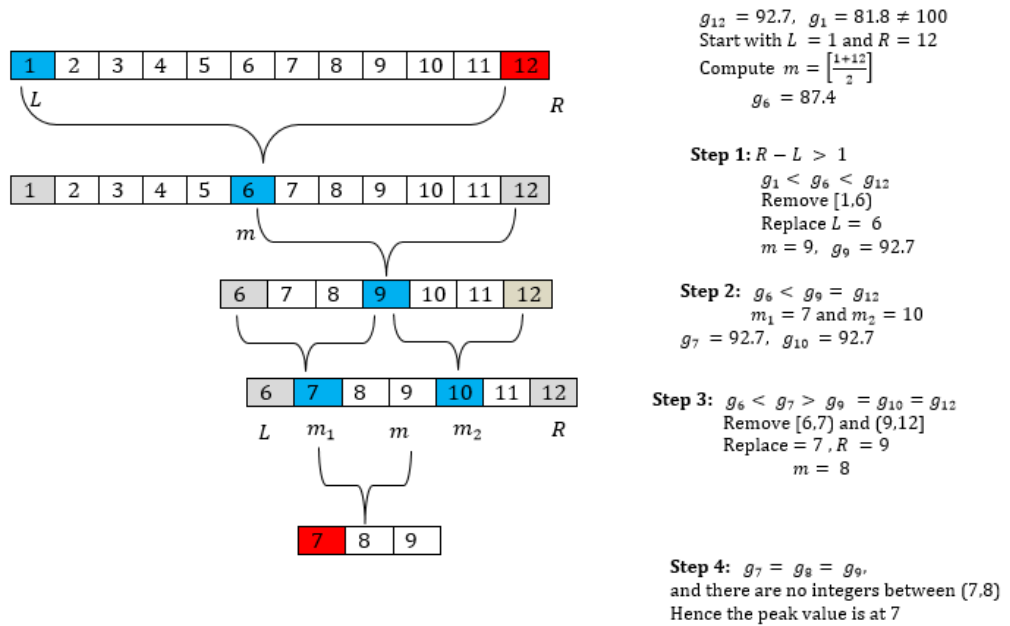 1 2 3 4 5 6 7 8 9 10 11 12
L R
1 2 3 4 5 6 7 8 9 10 11 12
m
6 7 8 9 10 11 12
6 7 8 9 10 11 12
L m₁ m m₂ R
7 8 9
g₁₂ = 92.7, g₁ = 81.8 ≠ 100
Start with L = 1 and R = 12
Compute m = [(1+12)/2]
g₆ = 87.4
Step 1: R − L > 1
g₁ < g₆ < g₁₂
Remove [1,6)
Replace L = 6
m = 9, g₉ = 92.7
Step 2: g₆ < g₉ = g₁₂
m₁ = 7 and m₂ = 10
g₇ = 92.7, g₁₀ = 92.7
Step 3: g₆ < g₇ > g₉ = g₁₀ = g₁₂
Remove [6,7) and (9,12]
Replace = 7 , R = 9
m = 8
Step 4: g₇ = g₈ = g₉,
and there are no integers between (7,8)
Hence the peak value is at 7